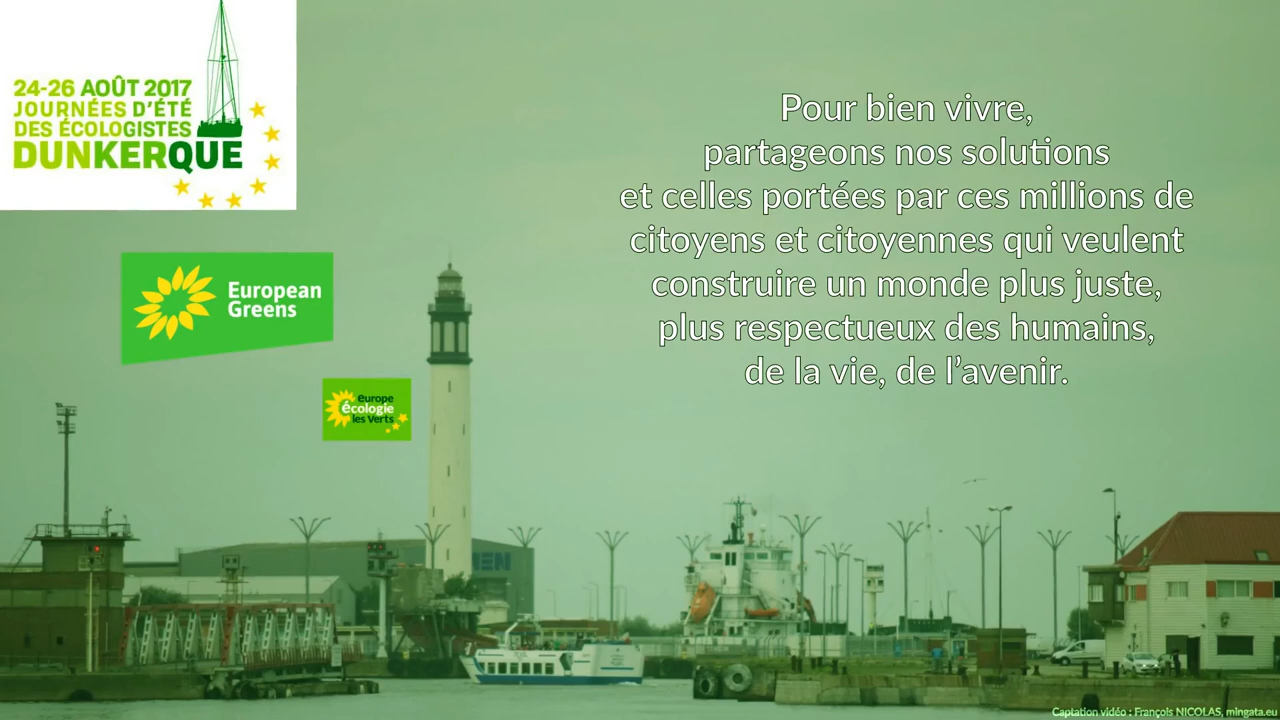 24-26 AOÛT 2017
JOURNÉES D'ÉTÉ
DES ÉCOLOGISTES
DUNKERQUE
Pour bien vivre,
partageons nos solutions
et celles portées par ces millions de
citoyens et citoyennes qui veulent
construire un monde plus juste,
plus respectueux des humains,
de la vie, de l’avenir.
European
Greens
europe
écologie
les verts
Captation vidéo : François NICOLAS, mingata.eu